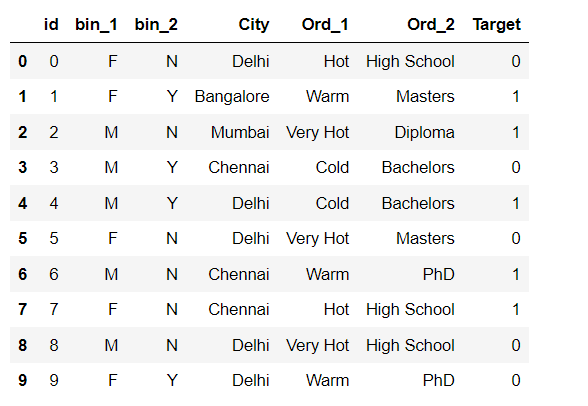 id bin_1 bin_2 City Ord_1 Ord_2 Target
0 0 F N Delhi Hot High School 0
1 1 F Y Bangalore Warm Masters 1
2 2 M N Mumbai Very Hot Diploma 1
3 3 M Y Chennai Cold Bachelors 0
4 4 M Y Delhi Cold Bachelors 1
5 5 F N Delhi Very Hot Masters 0
6 6 M N Chennai Warm PhD 1
7 7 F N Chennai Hot High School 1
8 8 M N Delhi Very Hot High School 0
9 9 F Y Delhi Warm PhD 0